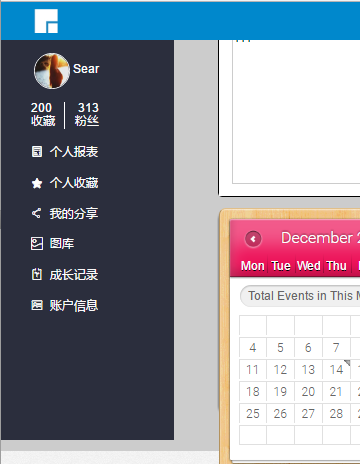 Sear
200 313
收藏 粉丝
个人报表
个人收藏
我的分享
图库
成长记录
账户信息
December
Mon Tue Wed Thu
Total Events in This
4 5 6 7
11 12 13 14
18 19 20 21
25 26 27 28